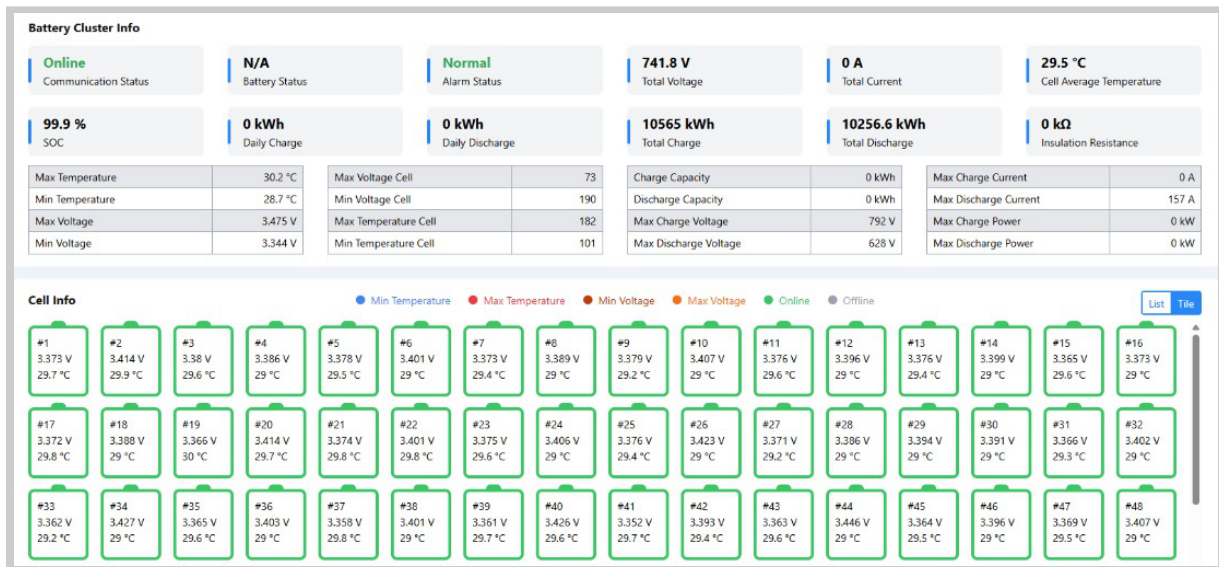 Battery Cluster Info
Online N/A Normal 741.8 V 0 A 29.5 °C
Communication Status Battery Status Alarm Status Total Voltage Total Current Cell Average Temperature
99.9 % 0 kWh 0 kWh 10565 kWh 10256.6 kWh 0 kΩ
SOC Daily Charge Daily Discharge Total Charge Total Discharge Insulation Resistance
Max Temperature 30.2 °C Max Voltage Cell 73 Charge Capacity 0 kWh Max Charge Current 0 A
Min Temperature 28.7 °C Min Voltage Cell 190 Discharge Capacity 0 kWh Max Discharge Current 157 A
Max Voltage 3.475 V Max Temperature Cell 182 Max Charge Voltage 792 V Max Charge Power 0 kW
Min Voltage 3.344 V Min Temperature Cell 101 Max Discharge Voltage 628 V Max Discharge Power 0 kW
Cell Info Min Temperature Max Temperature Min Voltage Max Voltage Online Offline List Tile
#1 #2 #3 #4 #5 #6 #7 #8 #9 #10 #11 #12 #13 #14 #15 #16
3.373 V 3.414 V 3.38 V 3.386 V 3.378 V 3.401 V 3.373 V 3.389 V 3.379 V 3.407 V 3.376 V 3.396 V 3.376 V 3.399 V 3.365 V 3.373 V
29.7 °C 29.9 °C 29.6 °C 29 °C 29.5 °C 29 °C 29.4 °C 29 °C 29.2 °C 29 °C 29.6 °C 29 °C 29.4 °C 29 °C 29.6 °C 29 °C
#17 #18 #19 #20 #21 #22 #23 #24 #25 #26 #27 #28 #29 #30 #31 #32
3.372 V 3.388 V 3.366 V 3.414 V 3.374 V 3.401 V 3.375 V 3.406 V 3.376 V 3.423 V 3.371 V 3.386 V 3.394 V 3.391 V 3.366 V 3.402 V
29.8 °C 29 °C 30 °C 29.7 °C 29.8 °C 29.8 °C 29.6 °C 29 °C 29.4 °C 29 °C 29.2 °C 29 °C 29 °C 29 °C 29.3 °C 29 °C
#33 #34 #35 #36 #37 #38 #39 #40 #41 #42 #43 #44 #45 #46 #47 #48
3.362 V 3.427 V 3.365 V 3.403 V 3.358 V 3.401 V 3.361 V 3.426 V 3.352 V 3.393 V 3.363 V 3.446 V 3.364 V 3.396 V 3.369 V 3.407 V
29.2 °C 29 °C 29.6 °C 29 °C 29.8 °C 29 °C 29.7 °C 29.6 °C 29.7 °C 29.4 °C 29.6 °C 29 °C 29.5 °C 29 °C 29.5 °C 29 °C